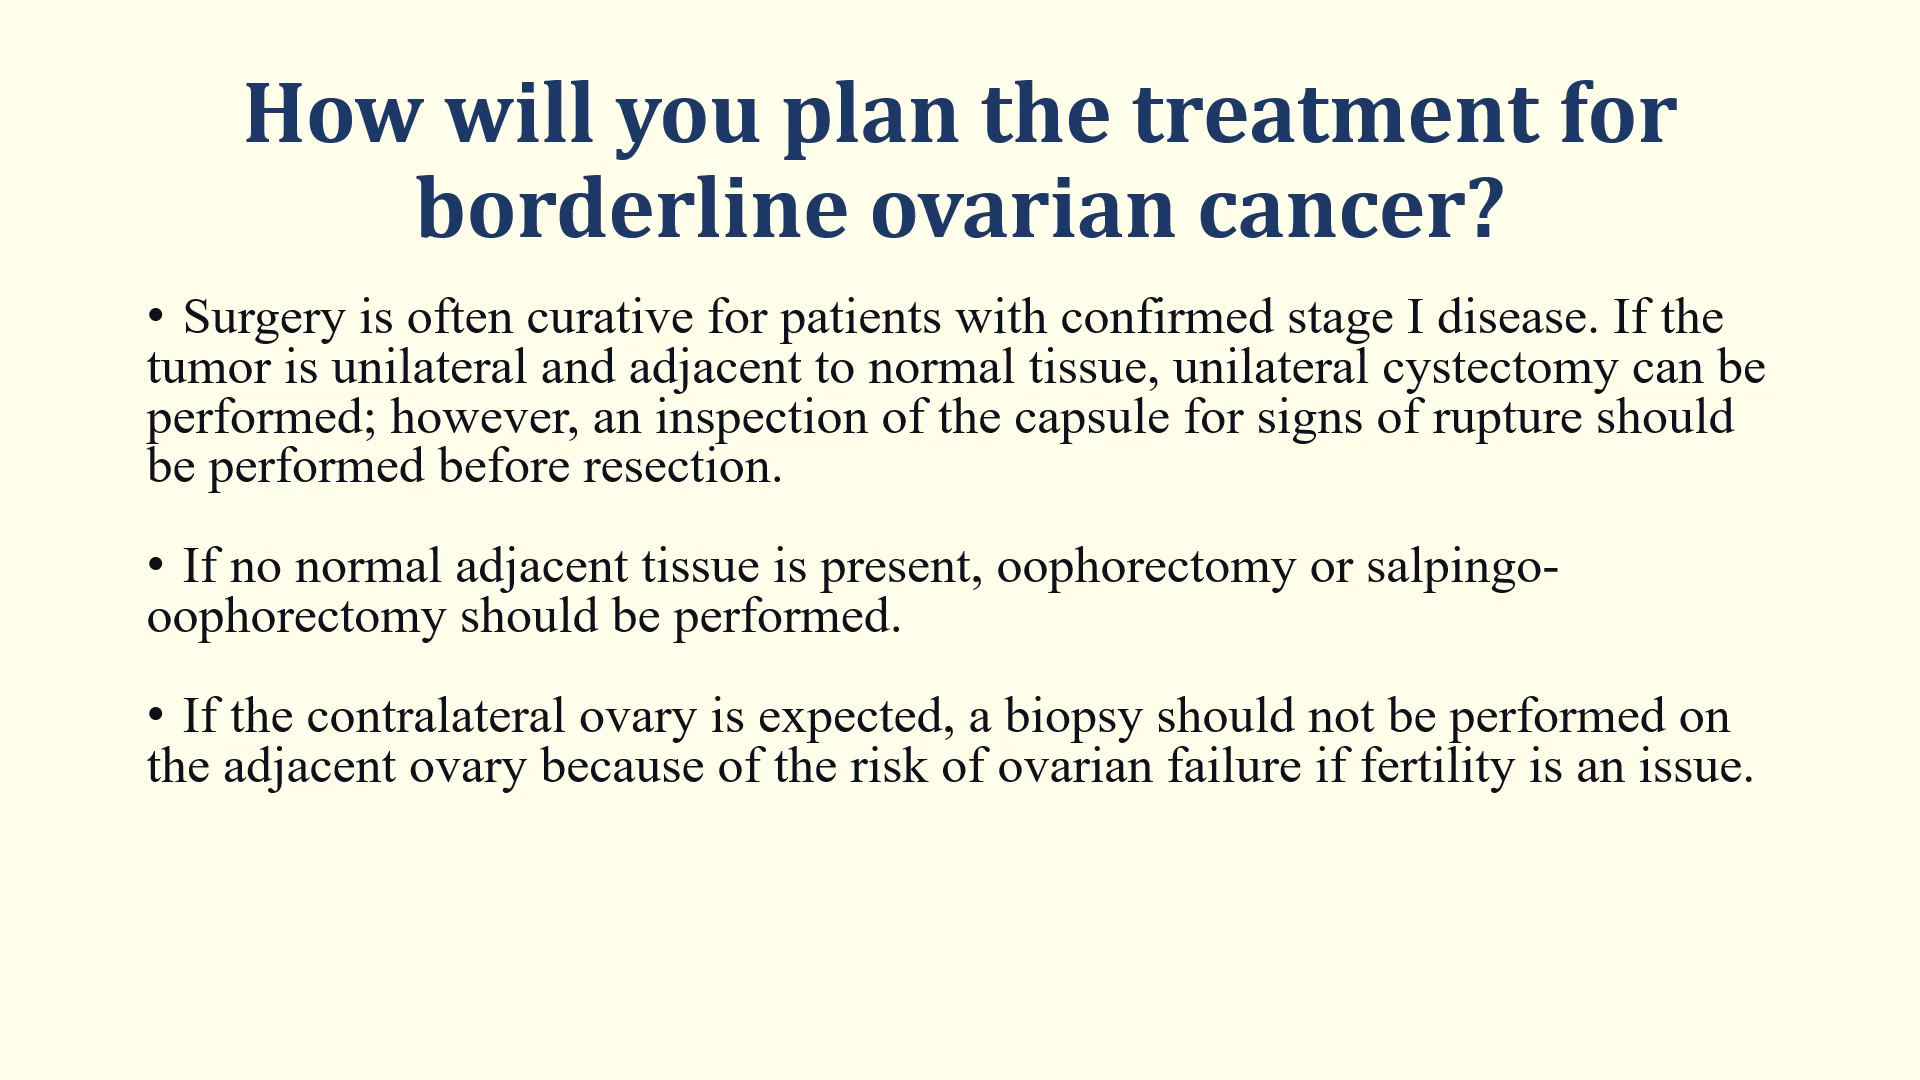 How will you plan the treatment for
borderline ovarian cancer?
• Surgery is often curative for patients with confirmed stage I disease. If the
tumor is unilateral and adjacent to normal tissue, unilateral cystectomy can be
performed; however, an inspection of the capsule for signs of rupture should
be performed before resection.
• If no normal adjacent tissue is present, oophorectomy or salpingo-
oophorectomy should be performed.
• If the contralateral ovary is expected, a biopsy should not be performed on
the adjacent ovary because of the risk of ovarian failure if fertility is an issue.